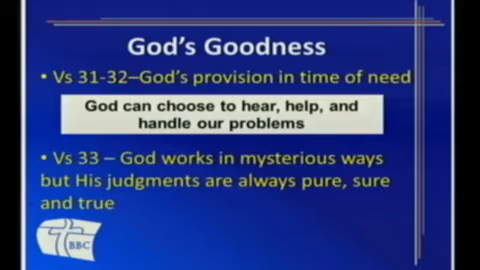 God's Goodness
• Vs 31-32–God's provision in time of need
God can choose to hear, help, and
handle our problems
• Vs 33 – God works in mysterious ways
but His judgments are always pure, sure
and true
BBC